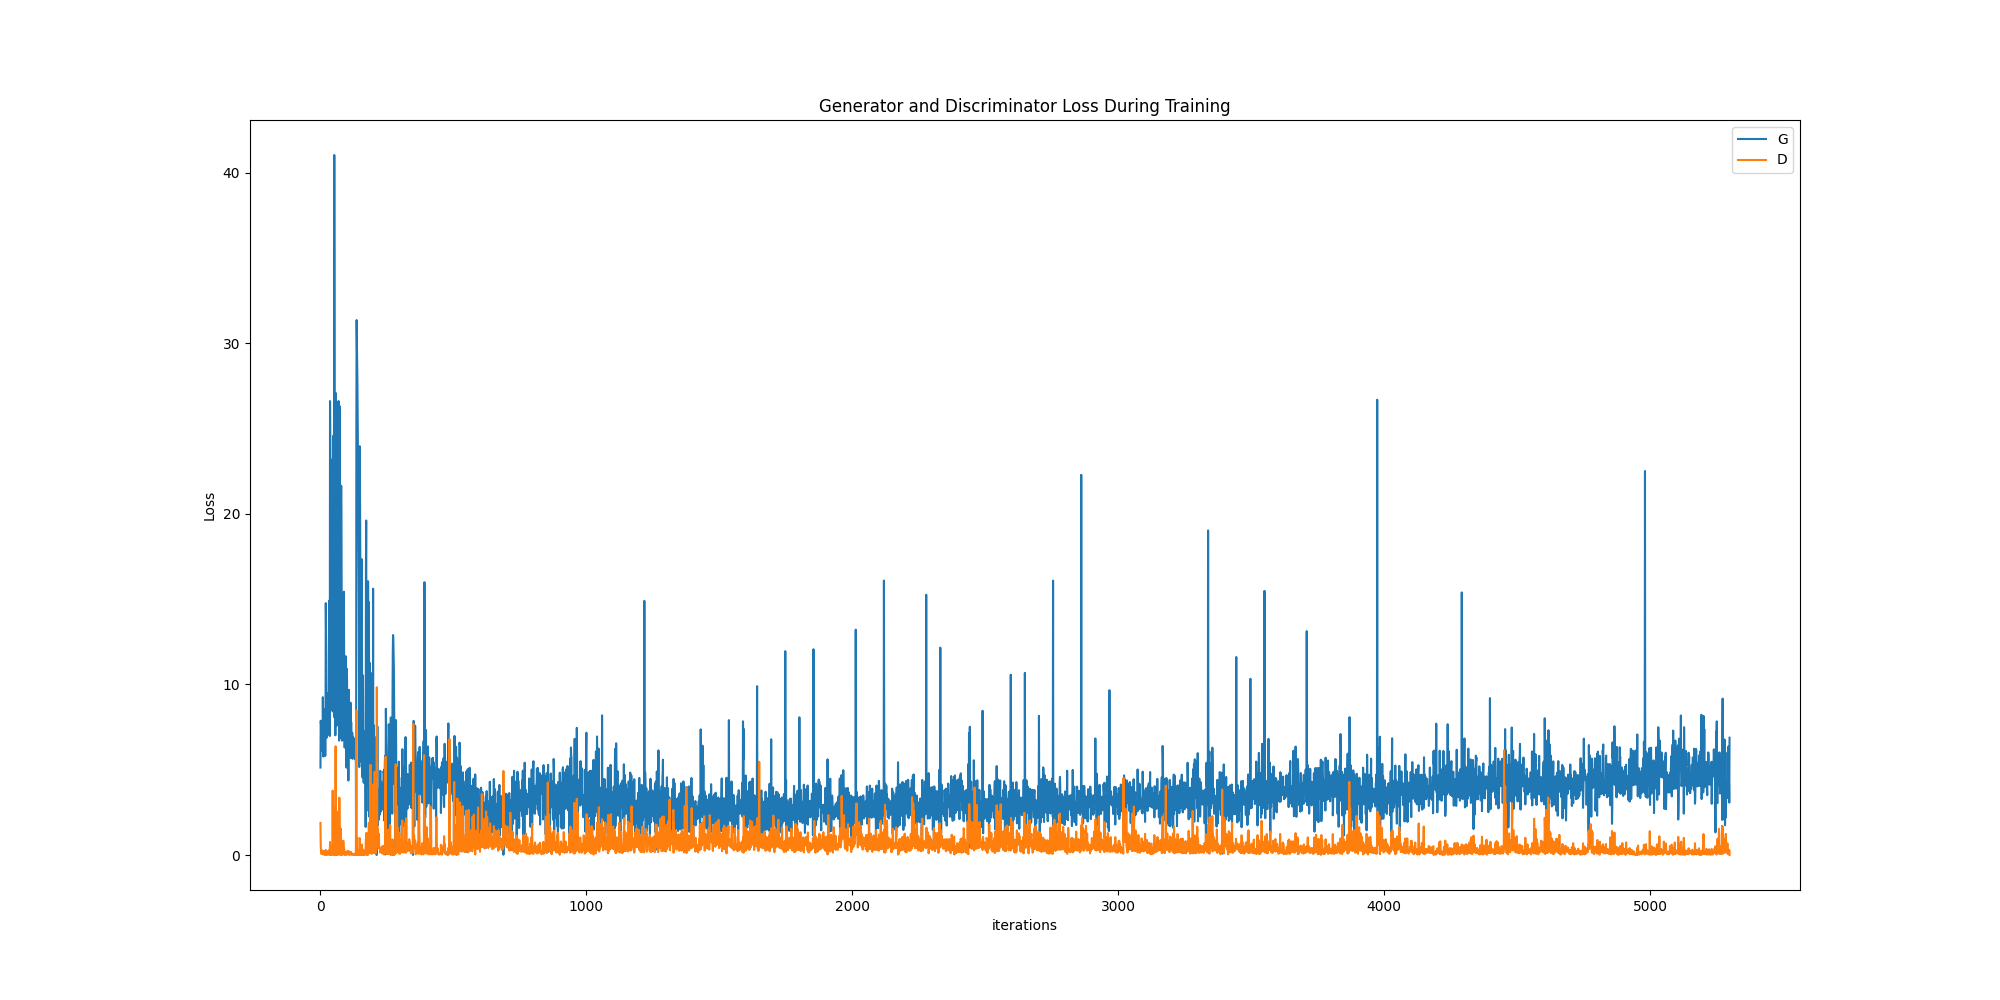 Generator and Discriminator Loss During Training
G
D
40
30
20
10
0
Loss
0 1000 2000 3000 4000 5000
iterations